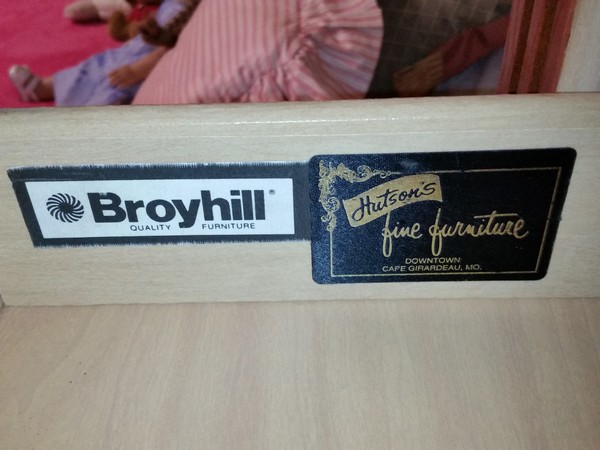 Broyhill®
QUALITY FURNITURE
Hutson's
fine furniture
DOWNTOWN
CAPE GIRARDEAU, MO.